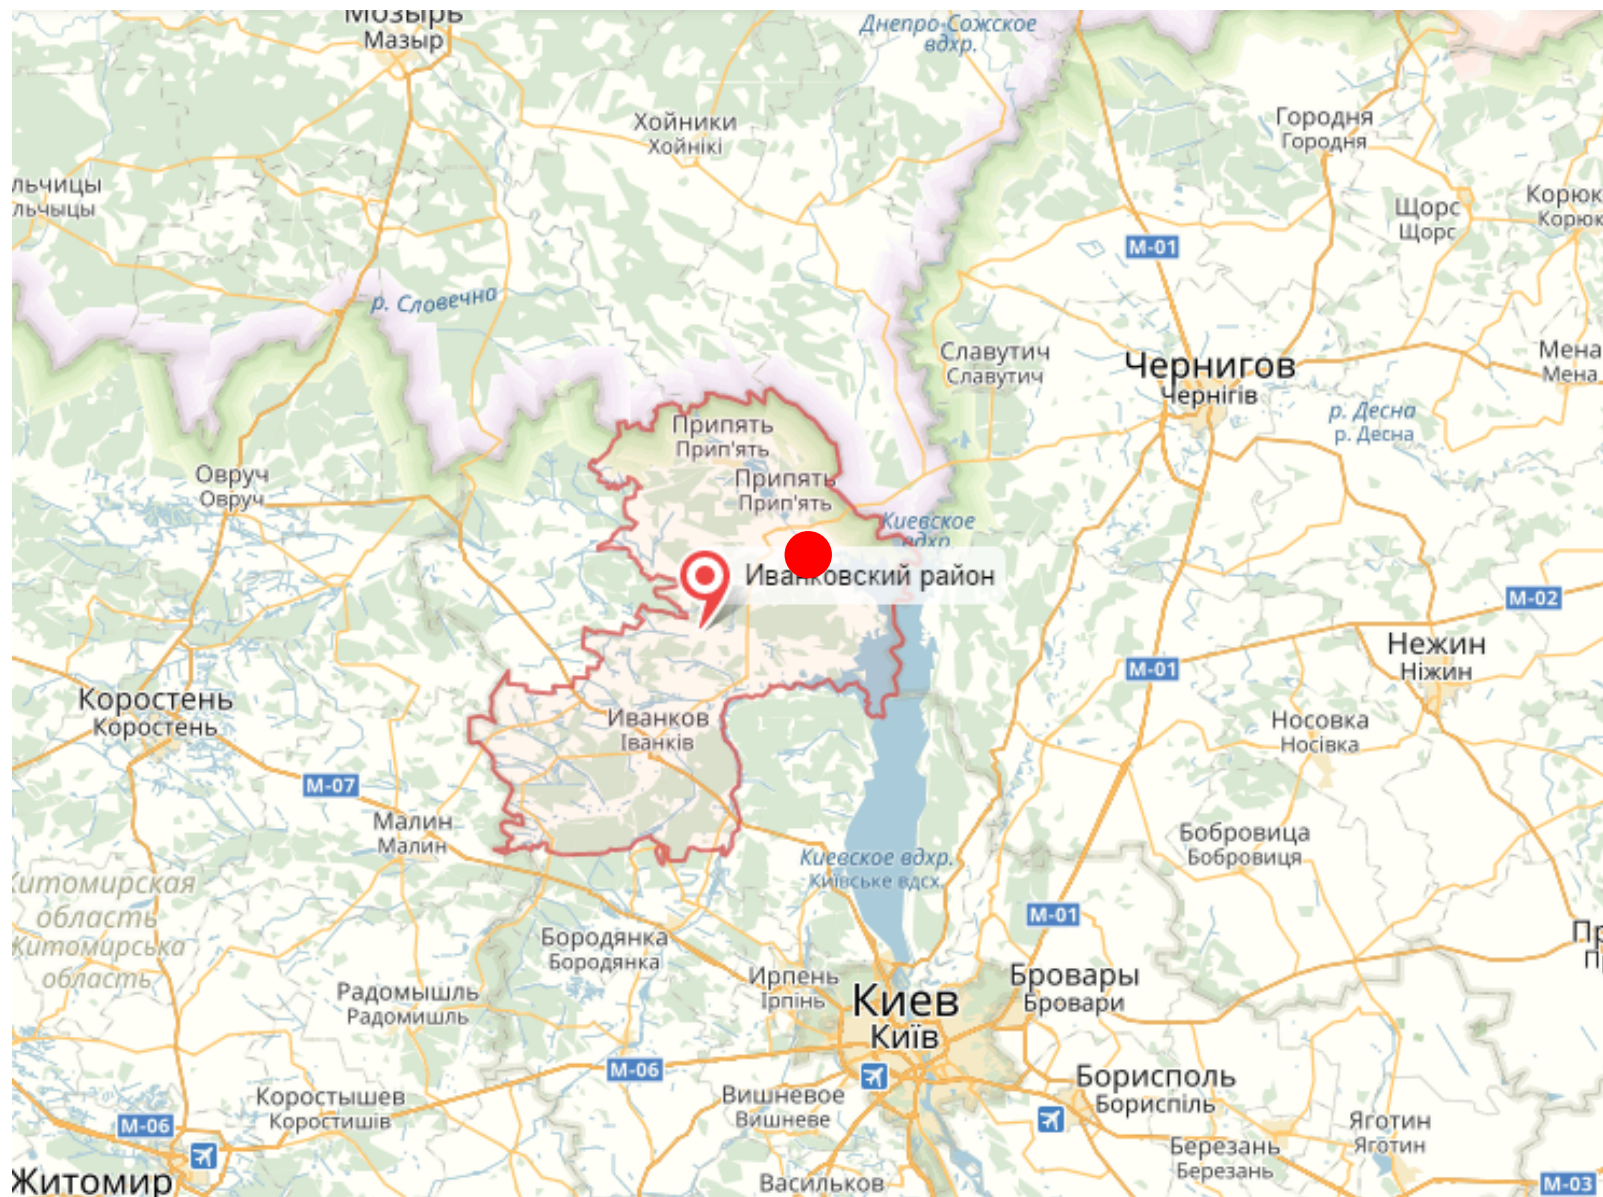 Мозырь
Мазыр
Днепро-Сожское
вдхр.
Хойники
Хойнікі
Городня
Городня
льчицы
льчыцы
Щорс
Щорс
Корюк
Корюк
М-01
р. Словечна
Славутич
Славутич
Чернигов
Чернігів
Мена
Мена
р. Десна
р. Десна
Припять
Прип'ять
Припять
Прип'ять
Овруч
Овруч
Киевское
вдхр.
Иванковский район
М-02
Нежин
Ніжин
М-01
Коростень
Коростень
Иванков
Іванків
Носовка
Носівка
М-07
Малин
Малин
Бобровица
Бобровиця
Киевское вдхр.
Київське вдсх.
Житомирская
область
Житомирська
область
М-01
Бородянка
Бородянка
Пр
П
Ирпень
Ірпінь
Бровары
Бровари
Киев
Київ
Радомышль
Радомишль
М-06
Борисполь
Бориспіль
Коростышев
Коростишів
Вишневое
Вишневе
М-06
Яготин
Яготин
Березань
Березань
Житомир
Васильков
М-03